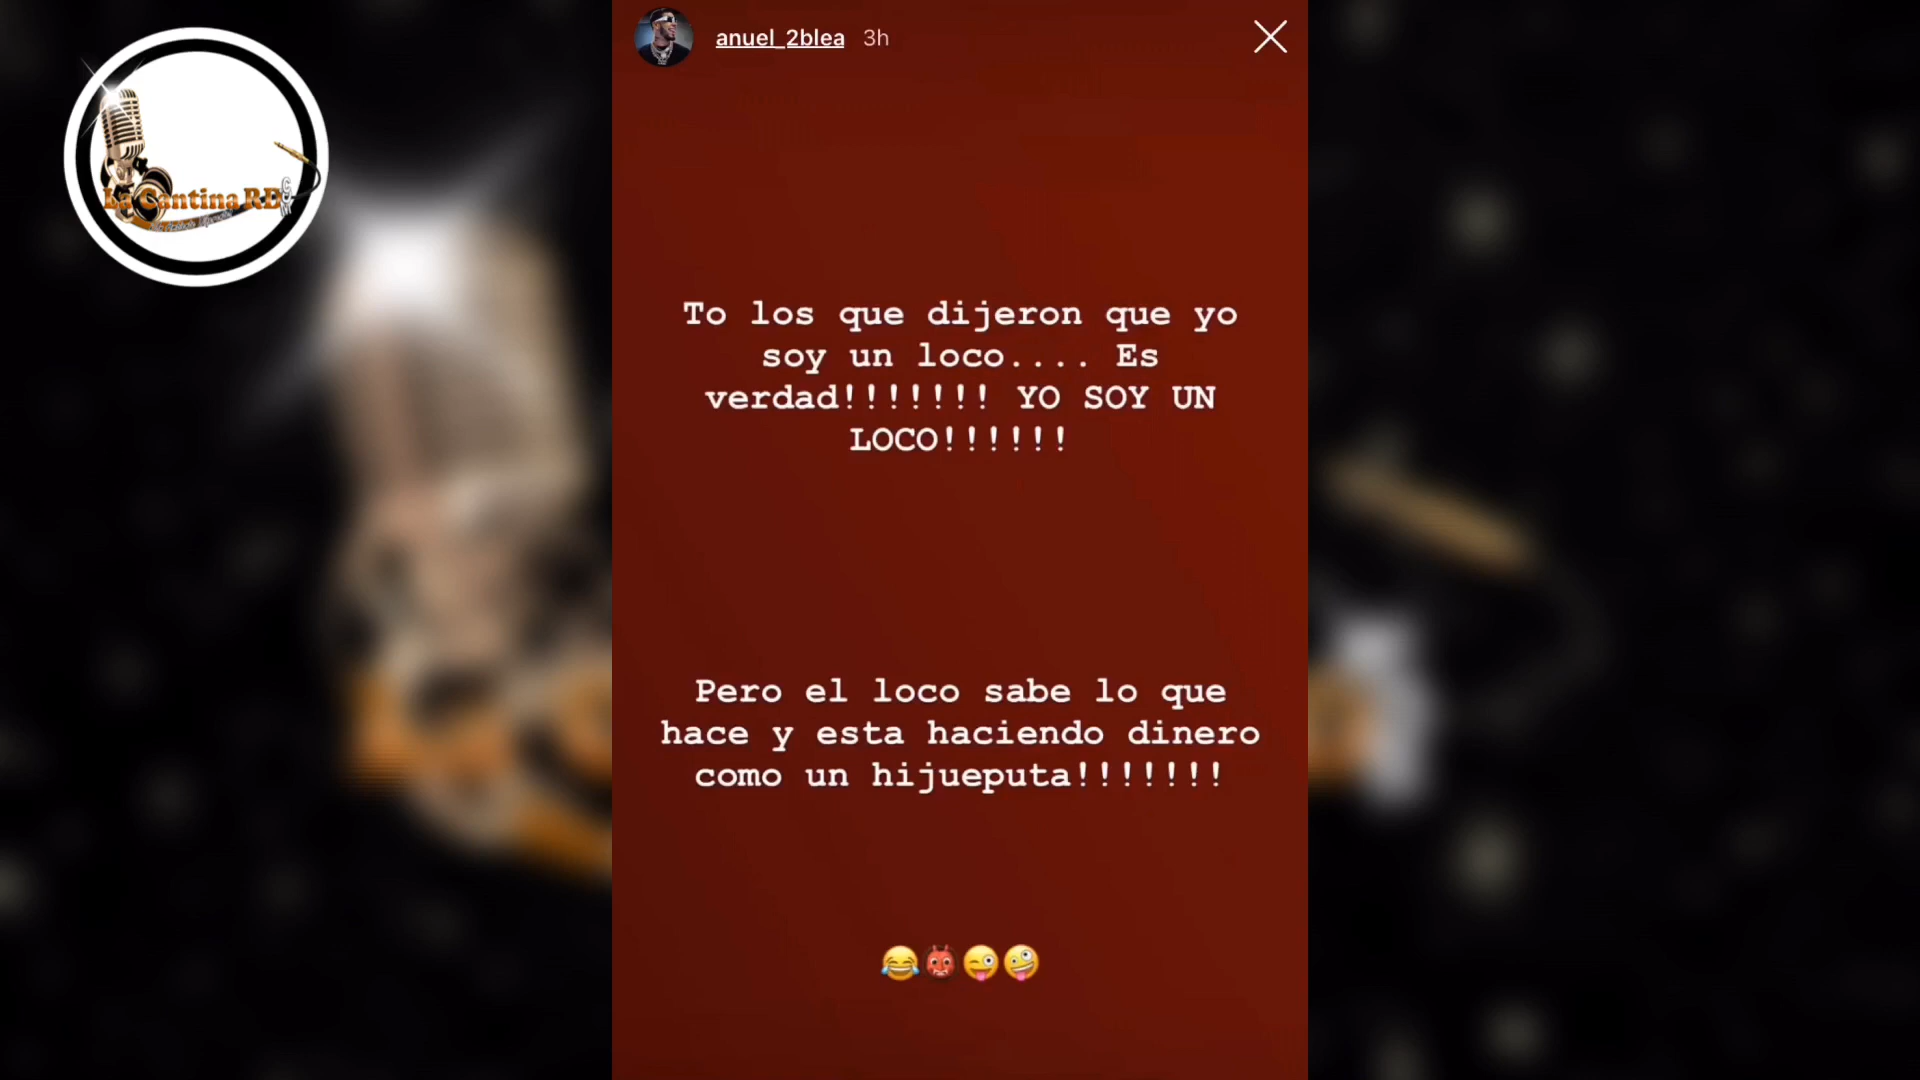 anuel_2blea 3h
La Cantina RD
To los que dijeron que yo
soy un loco.... Es
verdad!!!!!!! YO SOY UN
LOCO!!!!!!
Pero el loco sabe lo que
hace y esta haciendo dinero
como un hijueputa!!!!!!!
😂👹😜🤪